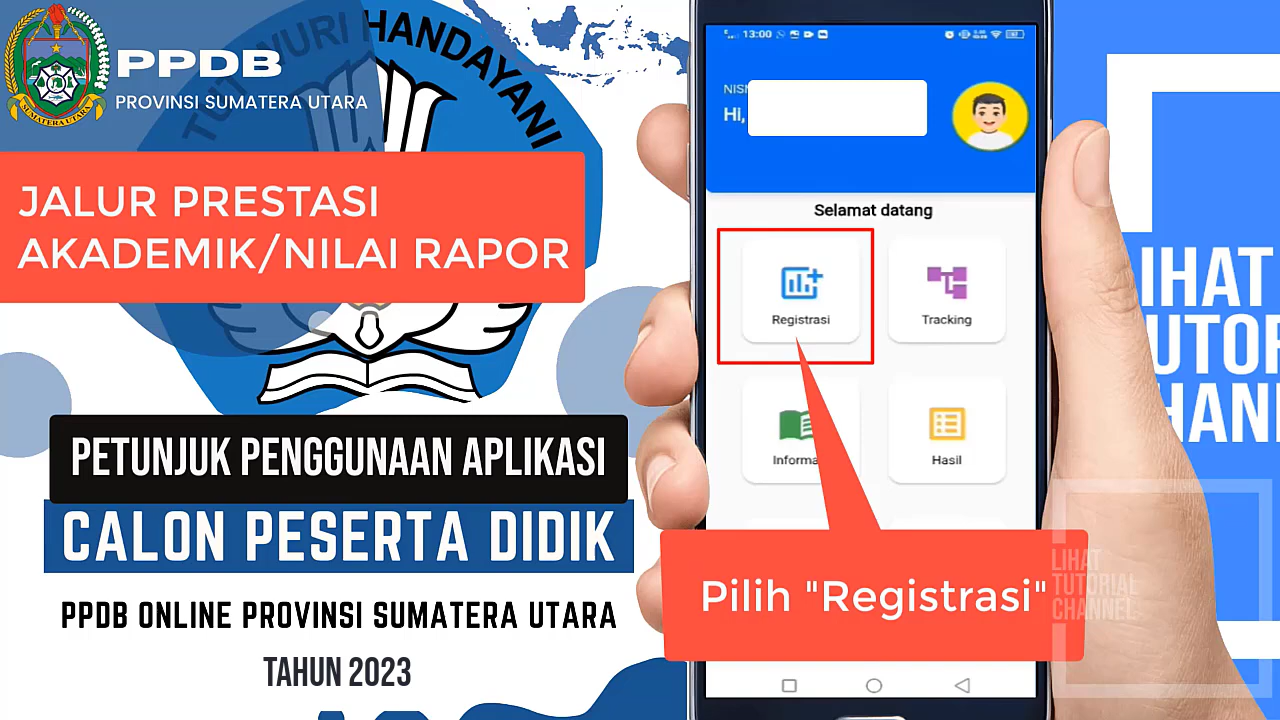 TUT WURI HANDAYANI
SUMATERA UTARA
PPDB
PROVINSI SUMATERA UTARA
JALUR PRESTASI
AKADEMIK/NILAI RAPOR
PETUNJUK PENGGUNAAN APLIKASI
CALON PESERTA DIDIK
PPDB ONLINE PROVINSI SUMATERA UTARA
TAHUN 2023
13:00
Hi,
Selamat datang
Registrasi
Tracking
Hasil
Pilih "Registrasi"
LIHAT
TUTORIAL
CHANNEL